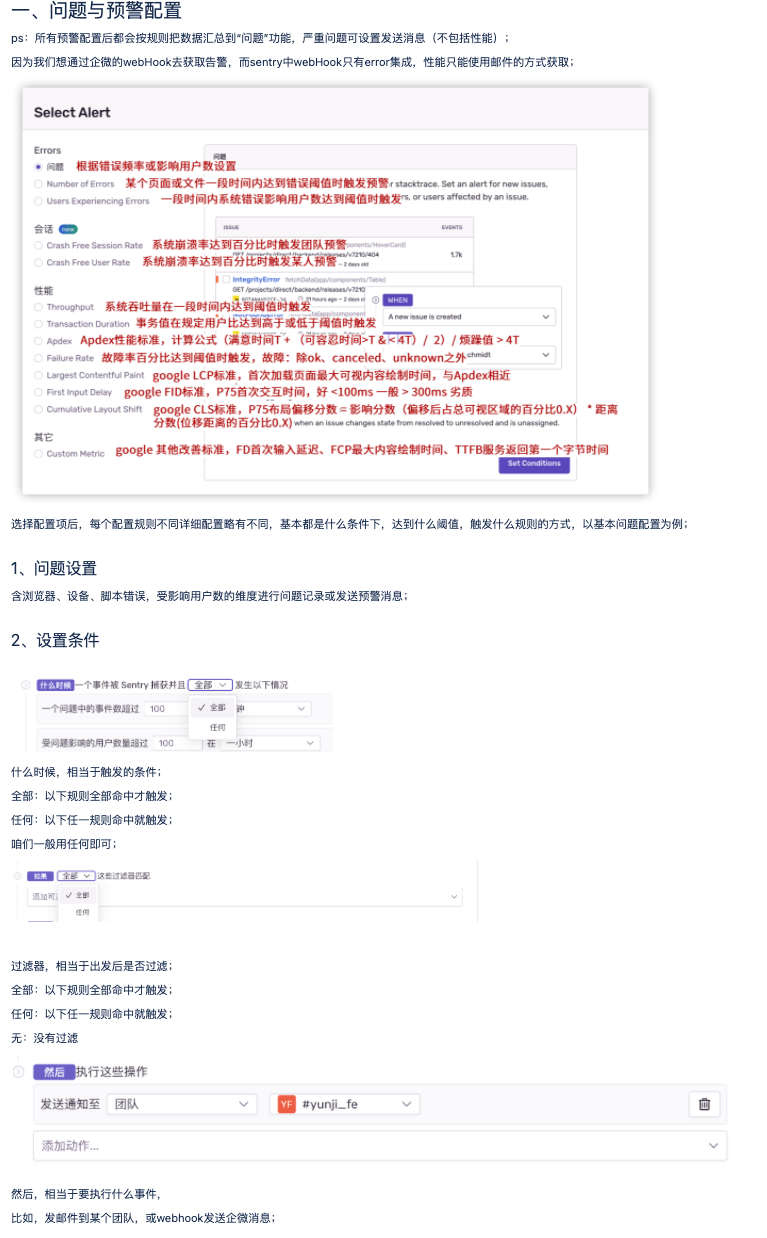 一、问题与预警配置
ps：所有预警配置后都会按规则把数据汇总到“问题”功能，严重问题可设置发送消息（不包括性能）；
因为我们想通过企微的webHook去获取告警，而sentry中webHook只有error集成，性能只能使用邮件的方式获取；
Select Alert
Errors
问题
问题 根据错误频率或影响用户数设置
Number of Errors 某个页面或文件一段时间内达到错误阈值时触发预警 r stacktrace. Set an alert for new issues,
Users Experiencing Errors 一段时间内系统错误影响用户数达到阈值时触发 rs, or users affected by an issue.
ISSUE EVENTS
会话 new
Crash Free Session Rate 系统崩溃率达到百分比时触发团队预警 ponents/HoverCard)
GET /projects/direct/backend/releases/v7210/404 1.7k
Crash Free User Rate 系统崩溃率达到百分比时触发某人预警 — 2 days old
IntegrityError fetchData(app/components/Table)
GET /projects/direct/backend/releases/v7210
性能
21 hours ago — 2 days o
WHEN
Throughput 系统吞吐量在一段时间内达到阈值时触发
A new issue is created
Transaction Duration 事务值在规定用户比达到高于或低于阈值时触发
Apdex Apdex性能标准，计算公式（满意时间T + （可容忍时间>T & < 4T）/ 2）/ 烦躁值 > 4T
Failure Rate 故障率百分比达到阈值时触发，故障：除ok、canceled、unknown之外 chmidt
Largest Contentful Paint google LCP标准，首次加载页面最大可视内容绘制时间，与Apdex相近
First Input Delay google FID标准，P75首次交互时间，好 <100ms 一般 > 300ms 劣质
Cumulative Layout Shift google CLS标准，P75布局偏移分数 = 影响分数（偏移后占总可视区域的百分比0.X） * 距离
分数(位移距离的百分比0.X) when an issue changes state from resolved to unresolved and is unassigned.
其它
Custom Metric google 其他改善标准，FD首次输入延迟、FCP最大内容绘制时间、TTFB服务返回第一个字节时间
Set Conditions
选择配置项后，每个配置规则不同详细配置略有不同，基本都是什么条件下，达到什么阈值，触发什么规则的方式，以基本问题配置为例；
1、问题设置
含浏览器、设备、脚本错误，受影响用户数的维度进行问题记录或发送预警消息；
2、设置条件
什么时候 一个事件被 Sentry 捕获并且 全部 发生以下情况
一个问题中的事件数超过 100 全部 钟
任何
受问题影响的用户数量超过 100 在 一小时
什么时候，相当于触发的条件；
全部：以下规则全部命中才触发；
任何：以下任一规则命中就触发；
咱们一般用任何即可；
如果 全部 这些过滤器匹配
添加可 全部
任何
过滤器，相当于出发后是否过滤；
全部：以下规则全部命中才触发；
任何：以下任一规则命中就触发；
无：没有过滤
然后 执行这些操作
发送通知至 团队 YF #yunji_fe
添加动作...
然后，相当于要执行什么事件，
比如，发邮件到某个团队，或webhook发送企微消息；